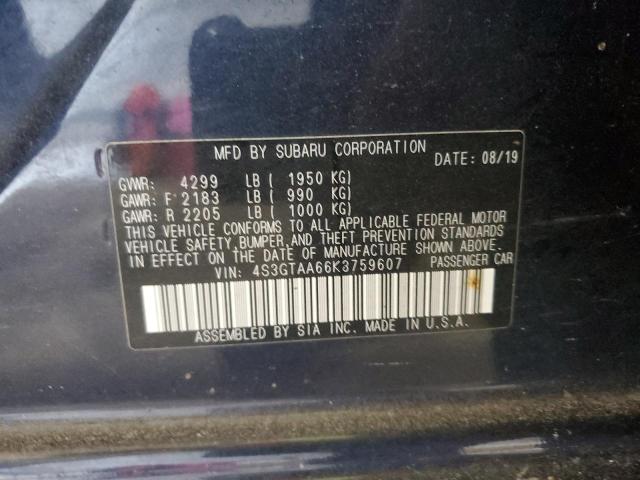 MFD BY SUBARU CORPORATION DATE: 08/19
GVWR: 4299 LB ( 1950 KG)
GAWR: F 2183 LB ( 990 KG)
GAWR: R 2205 LB ( 1000 KG)
THIS VEHICLE CONFORMS TO ALL APPLICABLE FEDERAL MOTOR
VEHICLE SAFETY, BUMPER, AND THEFT PREVENTION STANDARDS
IN EFFECT ON THE DATE OF MANUFACTURE SHOWN ABOVE.
VIN: 4S3GTAA66K3759607 PASSENGER CAR
ASSEMBLED BY SIA INC. MADE IN U.S.A.